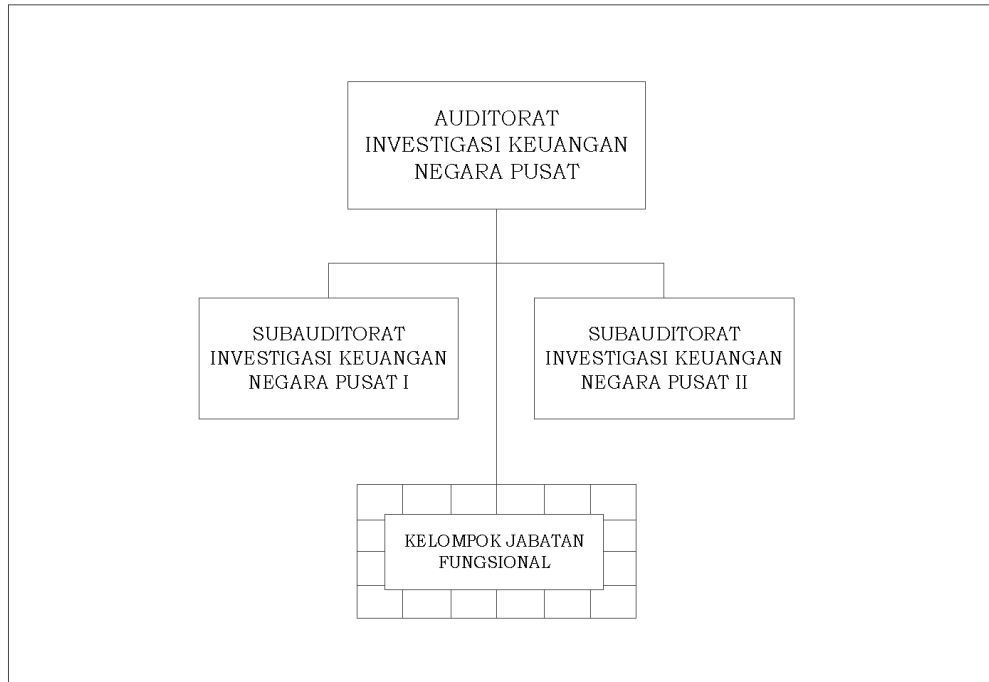 AUDITORAT
INVESTIGASI KEUANGAN
NEGARA PUSAT
SUBAUDITORAT
INVESTIGASI KEUANGAN
NEGARA PUSAT I
SUBAUDITORAT
INVESTIGASI KEUANGAN
NEGARA PUSAT II
KELOMPOK JABATAN
FUNGSIONAL